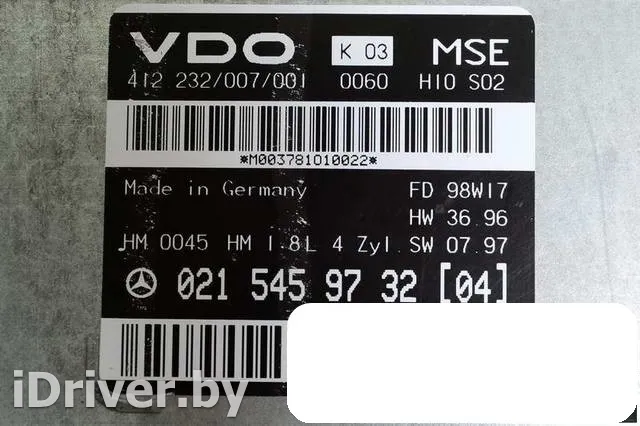 VDO K 03 MSE
412 232/007/001 0060 H10 S02
*M003781010022*
Made in Germany FD 98W17
HW 36.96
HM 0045 HM 1.8L 4 Zyl. SW 07.97
021 545 97 32 [04]
iDriver.by